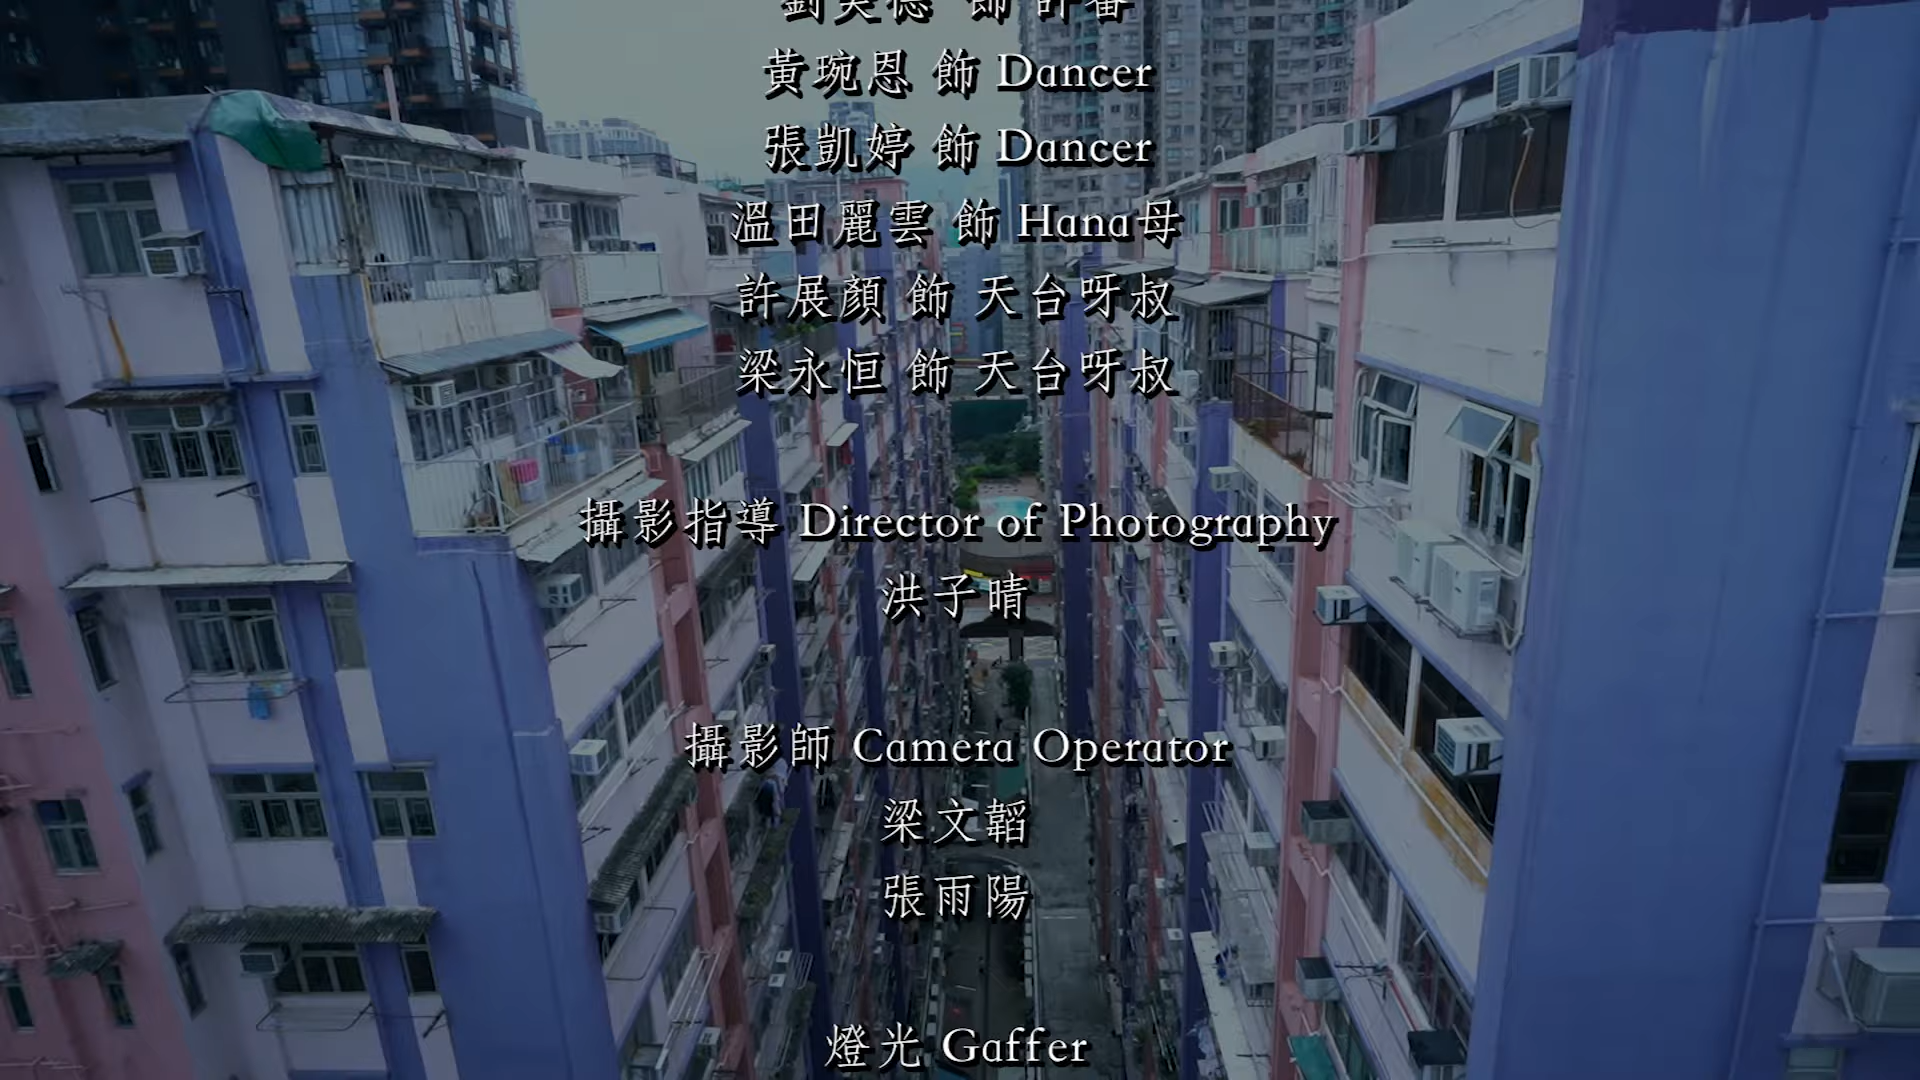 黃琬恩 飾 Dancer
張凱婷 飾 Dancer
溫田麗雲 飾 Hana母
許展顏 飾 天台呀叔
梁永恒 飾 天台呀叔
攝影指導 Director of Photography
洪子晴
攝影師 Camera Operator
梁文韜
張雨陽
燈光 Gaffer